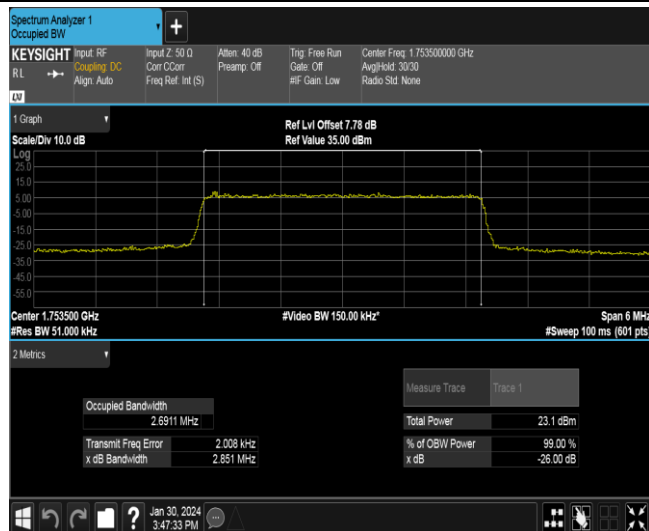 Spectrum Analyzer 1
Occupied BW
+
KEYSIGHT
RL
LXI
Input: RF
Coupling: DC
Align: Auto
Input Z: 50 Ω
Corr CCorr
Freq Ref: Int (S)
Atten: 40 dB
Preamp: Off
Trig: Free Run
Gate: Off
#IF Gain: Low
Center Freq: 1.753500000 GHz
Avg|Hold: 30/30
Radio Std: None
1 Graph
Scale/Div 10.0 dB
Ref Lvl Offset 7.78 dB
Ref Value 35.00 dBm
Log
25.0
15.0
5.00
-5.00
-15.0
-25.0
-35.0
-45.0
-55.0
Center 1.753500 GHz
#Video BW 150.00 kHz*
Span 6 MHz
#Res BW 51.000 kHz
#Sweep 100 ms (601 pts)
2 Metrics
Measure Trace
Trace 1
Occupied Bandwidth
2.6911 MHz
Total Power
23.1 dBm
Transmit Freq Error
2.008 kHz
% of OBW Power
99.00 %
x dB Bandwidth
2.851 MHz
x dB
-26.00 dB
?
Jan 30, 2024
3:47:33 PM